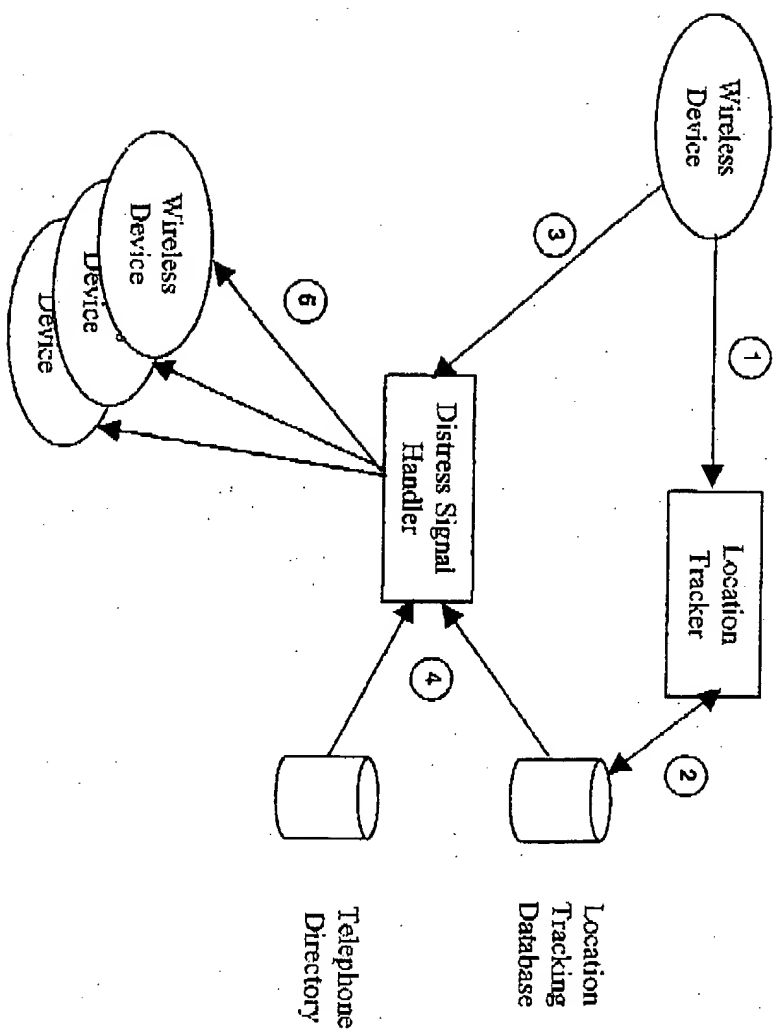 Wireless
Device
1
Location
Tracker
2
3
Location
Tracking
Database
Distress Signal
Handler
4
5
Telephone
Directory
Wireless
Device
Device
Device